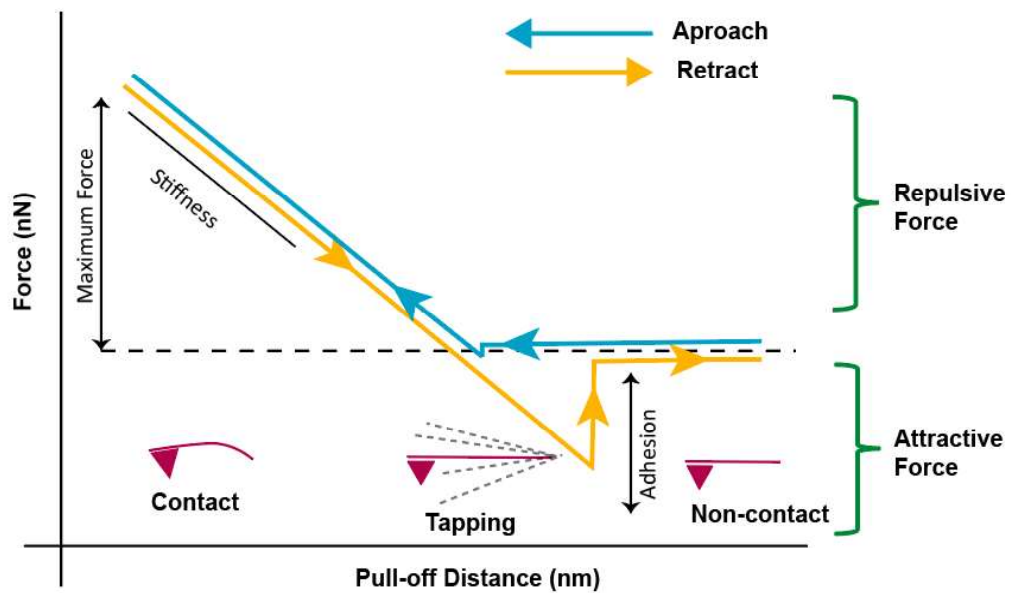 Aproach
Retract
Force (nN)
Maximum Force
Stiffness
Repulsive
Force
Attractive
Force
Adhesion
Contact
Tapping
Non-contact
Pull-off Distance (nm)